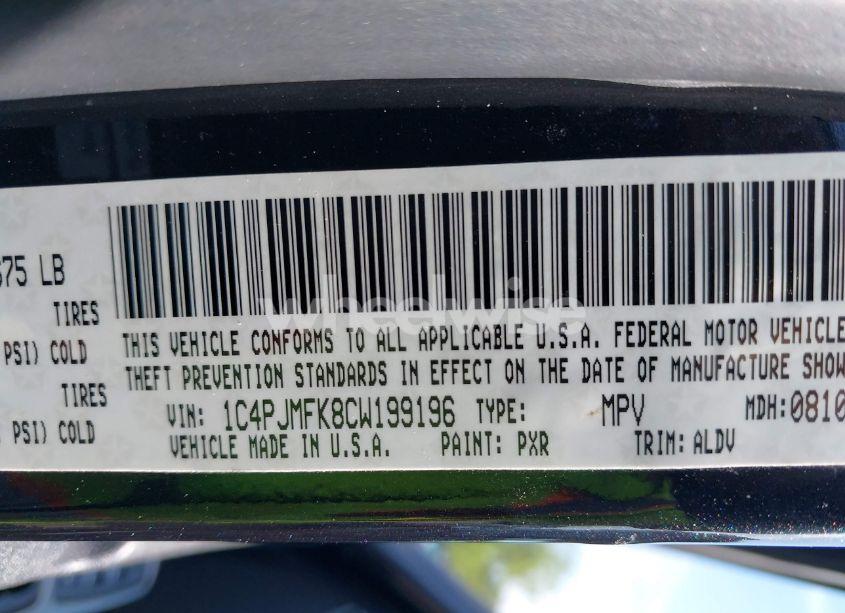 675 LB
TIRES
PSI) COLD
TIRES
PSI) COLD
wheelwise
THIS VEHICLE CONFORMS TO ALL APPLICABLE U.S.A. FEDERAL MOTOR VEHICLE
THEFT PREVENTION STANDARDS IN EFFECT ON THE DATE OF MANUFACTURE SHOW
VIN: 1C4PJMFK8CW199196 TYPE: MPV MDH:0810
VEHICLE MADE IN U.S.A. PAINT: PXR TRIM: ALDV